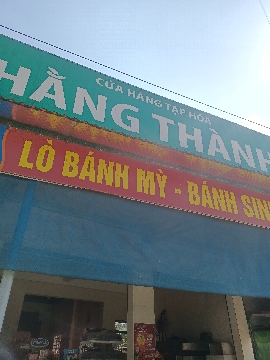 CỬA HÀNG TẠP HÓA
HẰNG THÀNH
LÒ BÁNH MỲ - BÁNH SIN